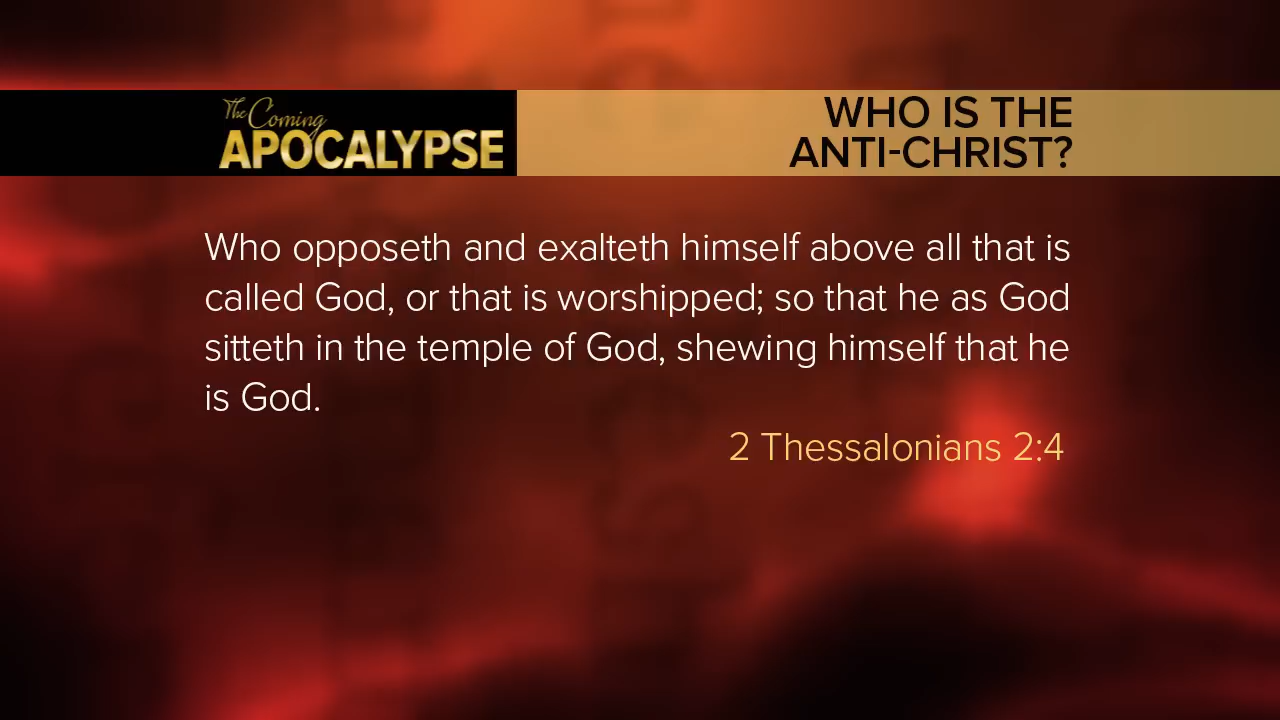 The Coming
APOCALYPSE
WHO IS THE
ANTI-CHRIST?
Who opposeth and exalteth himself above all that is
called God, or that is worshipped; so that he as God
sitteth in the temple of God, shewing himself that he
is God.
2 Thessalonians 2:4